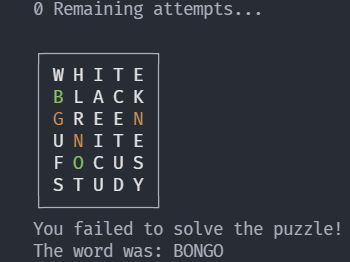 0 Remaining attempts...
W H I T E
B L A C K
G R E E N
U N I T E
F O C U S
S T U D Y
You failed to solve the puzzle!
The word was: BONGO